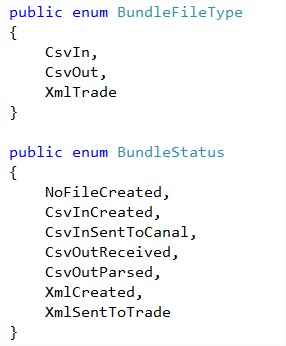 public enum BundleFileType
{
    CsvIn,
    CsvOut,
    XmlTrade
}

public enum BundleStatus
{
    NoFileCreated,
    CsvInCreated,
    CsvInSentToCanal,
    CsvOutReceived,
    CsvOutParsed,
    XmlCreated,
    XmlSentToTrade
}